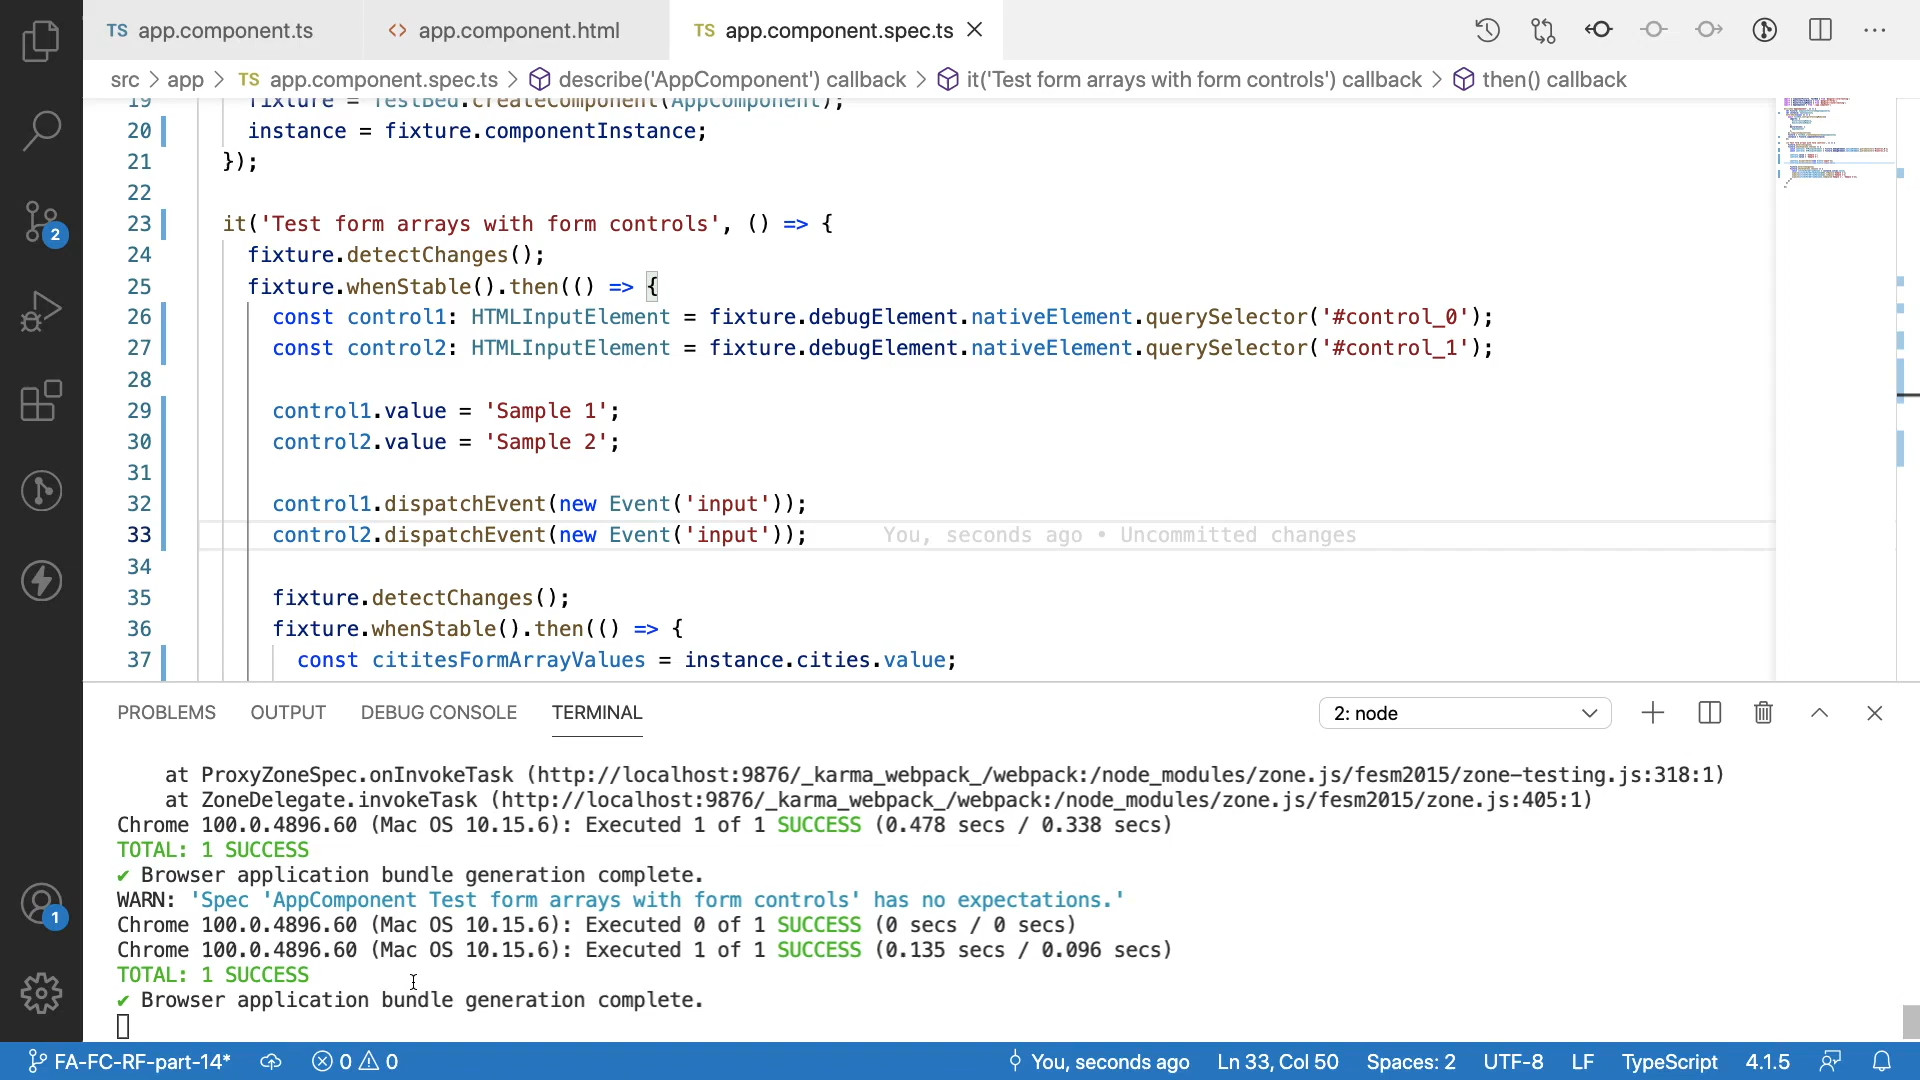 TS app.component.ts
<> app.component.html
TS app.component.spec.ts
src > app > TS app.component.spec.ts > describe('AppComponent') callback > it('Test form arrays with form controls') callback > then() callback
19 fixture = TestBed.createComponent(AppComponent);
20 instance = fixture.componentInstance;
21 });
22
23 it('Test form arrays with form controls', () => {
24 fixture.detectChanges();
25 fixture.whenStable().then(() => {
26 const control1: HTMLInputElement = fixture.debugElement.nativeElement.querySelector('#control_0');
27 const control2: HTMLInputElement = fixture.debugElement.nativeElement.querySelector('#control_1');
28
29 control1.value = 'Sample 1';
30 control2.value = 'Sample 2';
31
32 control1.dispatchEvent(new Event('input'));
33 control2.dispatchEvent(new Event('input')); You, seconds ago • Uncommitted changes
34
35 fixture.detectChanges();
36 fixture.whenStable().then(() => {
37 const cititesFormArrayValues = instance.cities.value;
2
1
PROBLEMS OUTPUT DEBUG CONSOLE TERMINAL 2: node
at ProxyZoneSpec.onInvokeTask (http://localhost:9876/_karma_webpack_/webpack:/node_modules/zone.js/fesm2015/zone-testing.js:318:1)
at ZoneDelegate.invokeTask (http://localhost:9876/_karma_webpack_/webpack:/node_modules/zone.js/fesm2015/zone.js:405:1)
Chrome 100.0.4896.60 (Mac OS 10.15.6): Executed 1 of 1 SUCCESS (0.478 secs / 0.338 secs)
TOTAL: 1 SUCCESS
✔ Browser application bundle generation complete.
WARN: 'Spec 'AppComponent Test form arrays with form controls' has no expectations.'
Chrome 100.0.4896.60 (Mac OS 10.15.6): Executed 0 of 1 SUCCESS (0 secs / 0 secs)
Chrome 100.0.4896.60 (Mac OS 10.15.6): Executed 1 of 1 SUCCESS (0.135 secs / 0.096 secs)
TOTAL: 1 SUCCESS
✔ Browser application bundle generation complete.
FA-FC-RF-part-14* 0 0 You, seconds ago Ln 33, Col 50 Spaces: 2 UTF-8 LF TypeScript 4.1.5